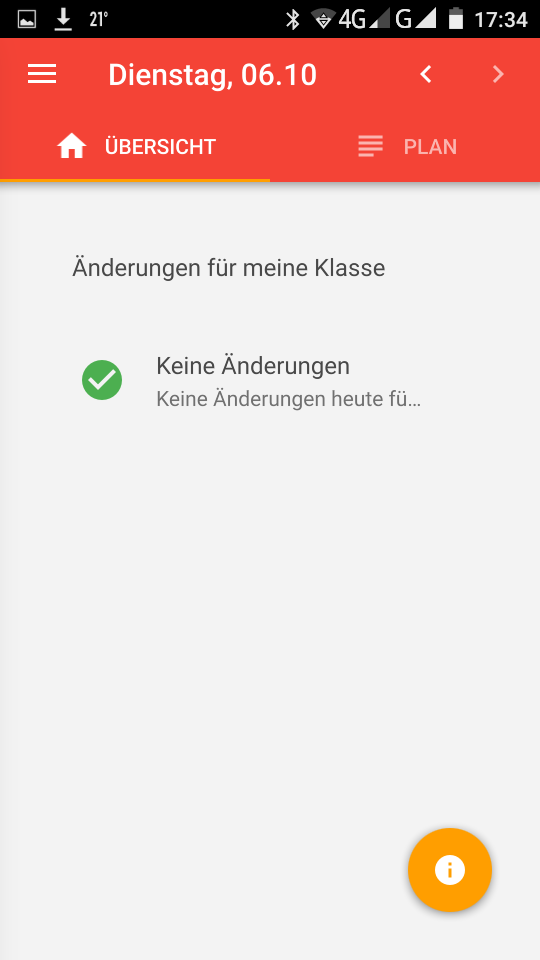 21° 4G G 17:34
Dienstag, 06.10
ÜBERSICHT PLAN
Änderungen für meine Klasse
Keine Änderungen
Keine Änderungen heute fü...